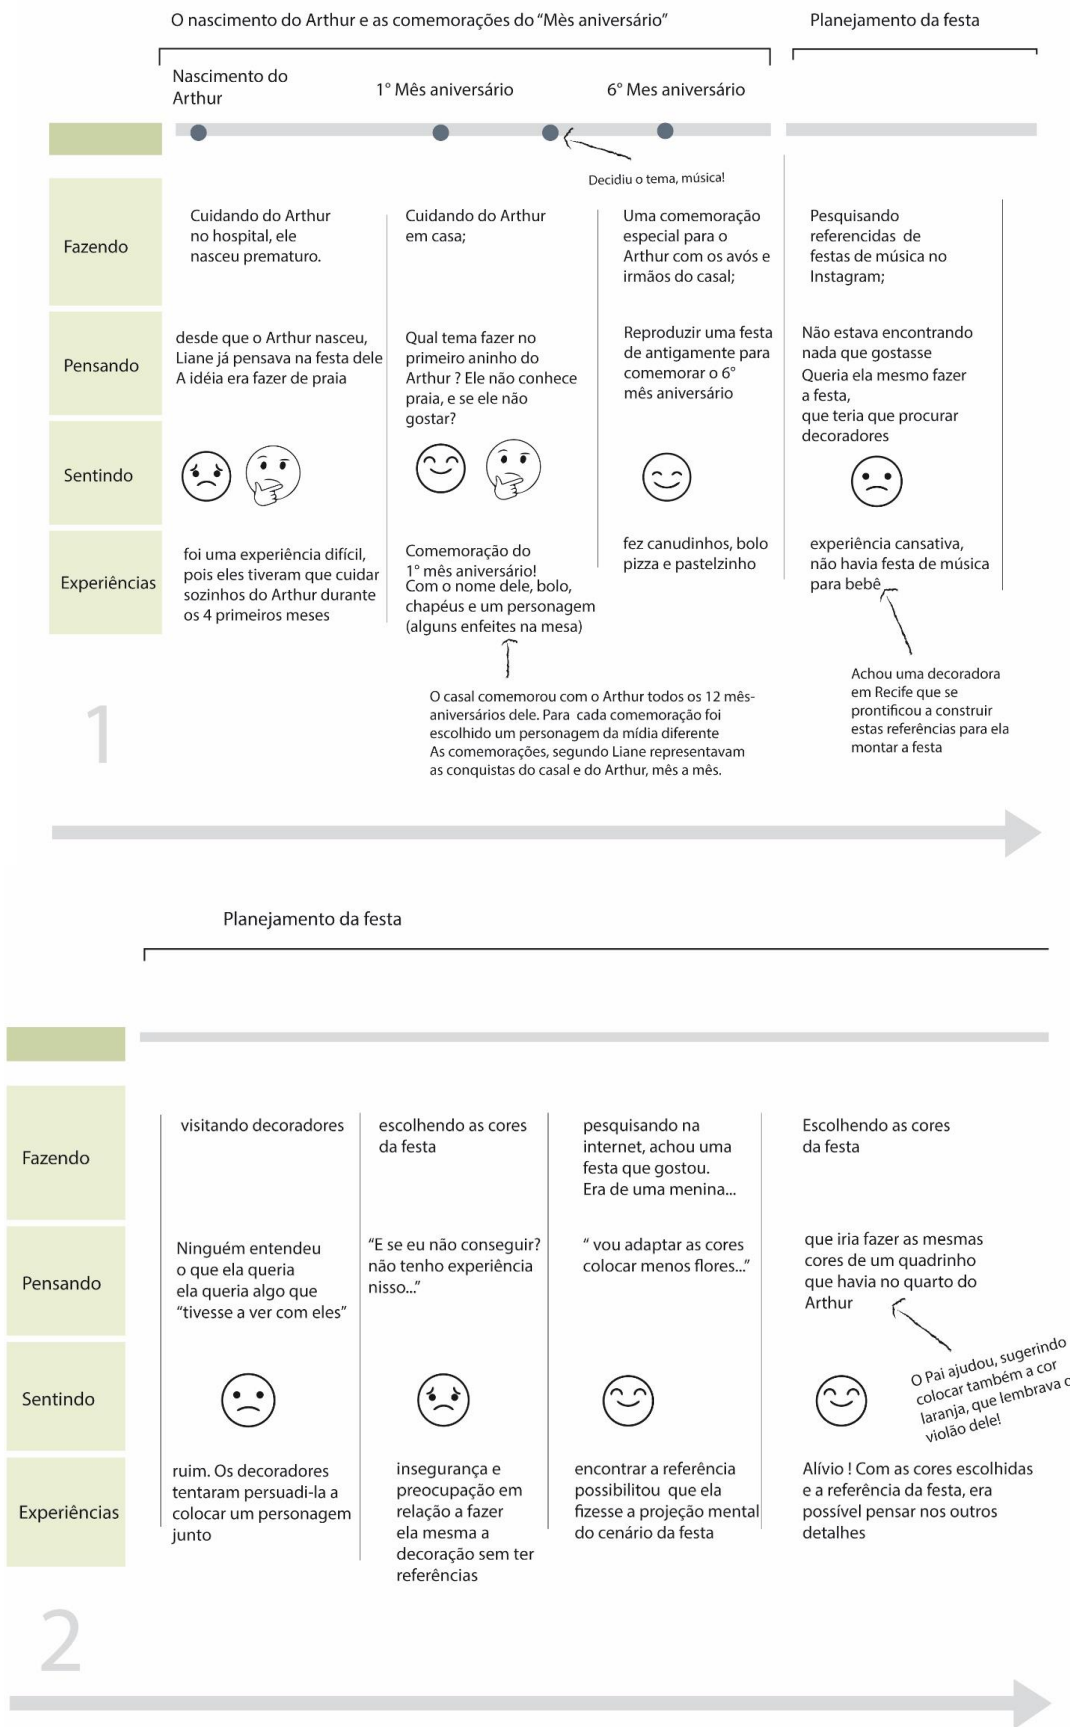 O nascimento do Arthur e as comemorações do “Mès aniversário”
Planejamento da festa
Nascimento do
Arthur
1° Mês aniversário
6° Mes aniversário
Decidiu o tema, música!
Fazendo
Cuidando do Arthur
no hospital, ele
nasceu prematuro.
Cuidando do Arthur
em casa;
Uma comemoração
especial para o
Arthur com os avós e
irmãos do casal;
Pesquisando
referencidas de
festas de música no
Instagram;
Pensando
desde que o Arthur nasceu,
Liane já pensava na festa dele
A idéia era fazer de praia
Qual tema fazer no
primeiro aninho do
Arthur ? Ele não conhece
praia, e se ele não
gostar?
Reproduzir uma festa
de antigamente para
comemorar o 6°
mês aniversário
Não estava encontrando
nada que gostasse
Queria ela mesmo fazer
a festa,
que teria que procurar
decoradores
Sentindo
Experiências
foi uma experiência difícil,
pois eles tiveram que cuidar
sozinhos do Arthur durante
os 4 primeiros meses
Comemoração do
1° mês aniversário!
Com o nome dele, bolo,
chapéus e um personagem
(alguns enfeites na mesa)
fez canudinhos, bolo
pizza e pastelzinho
experiência cansativa,
não havia festa de música
para bebê
O casal comemorou com o Arthur todos os 12 mês-
aniversários dele. Para cada comemoração foi
escolhido um personagem da mídia diferente
As comemorações, segundo Liane representavam
as conquistas do casal e do Arthur, mês a mês.
Achou uma decoradora
em Recife que se
prontificou a construir
estas referências para ela
montar a festa
1
Planejamento da festa
Fazendo
visitando decoradores
escolhendo as cores
da festa
pesquisando na
internet, achou uma
festa que gostou.
Era de uma menina...
Escolhendo as cores
da festa
Pensando
Ninguém entendeu
o que ela queria
ela queria algo que
“tivesse a ver com eles”
“E se eu não conseguir?
não tenho experiência
nisso...”
“ vou adaptar as cores
colocar menos flores...”
que iria fazer as mesmas
cores de um quadrinho
que havia no quarto do
Arthur
O Pai ajudou, sugerindo
colocar também a cor
laranja, que lembrava o
violão dele!
Sentindo
Experiências
ruim. Os decoradores
tentaram persuadi-la a
colocar um personagem
junto
insegurança e
preocupação em
relação a fazer
ela mesma a
decoração sem ter
referências
encontrar a referência
possibilitou que ela
fizesse a projeção mental
do cenário da festa
Alívio ! Com as cores escolhidas
e a referência da festa, era
possível pensar nos outros
detalhes
2